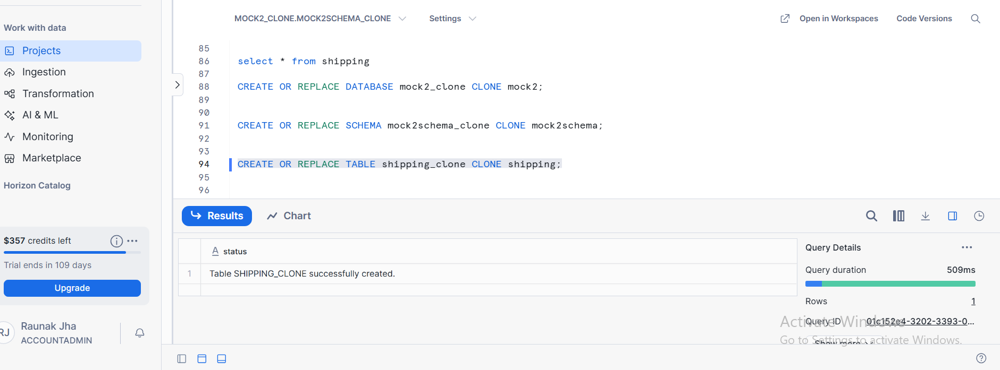 Work with data
Projects
Ingestion
Transformation
AI & ML
Monitoring
Marketplace
Horizon Catalog
$357 credits left
Trial ends in 109 days
Upgrade
RJ
Raunak Jha
ACCOUNTADMIN
MOCK2_CLONE.MOCK2SCHEMA_CLONE
Settings
Open in Workspaces
Code Versions
85
86 select * from shipping
87
88 CREATE OR REPLACE DATABASE mock2_clone CLONE mock2;
89
90
91 CREATE OR REPLACE SCHEMA mock2schema_clone CLONE mock2schema;
92
93
94 CREATE OR REPLACE TABLE shipping_clone CLONE shipping;
95
96
Results
Chart
A status
1 Table SHIPPING_CLONE successfully created.
Query Details
Query duration 509ms
Rows 1
Query ID 01c152e4-3202-3393-0...
Show more
Activate Windows
Go to Settings to activate Windows.